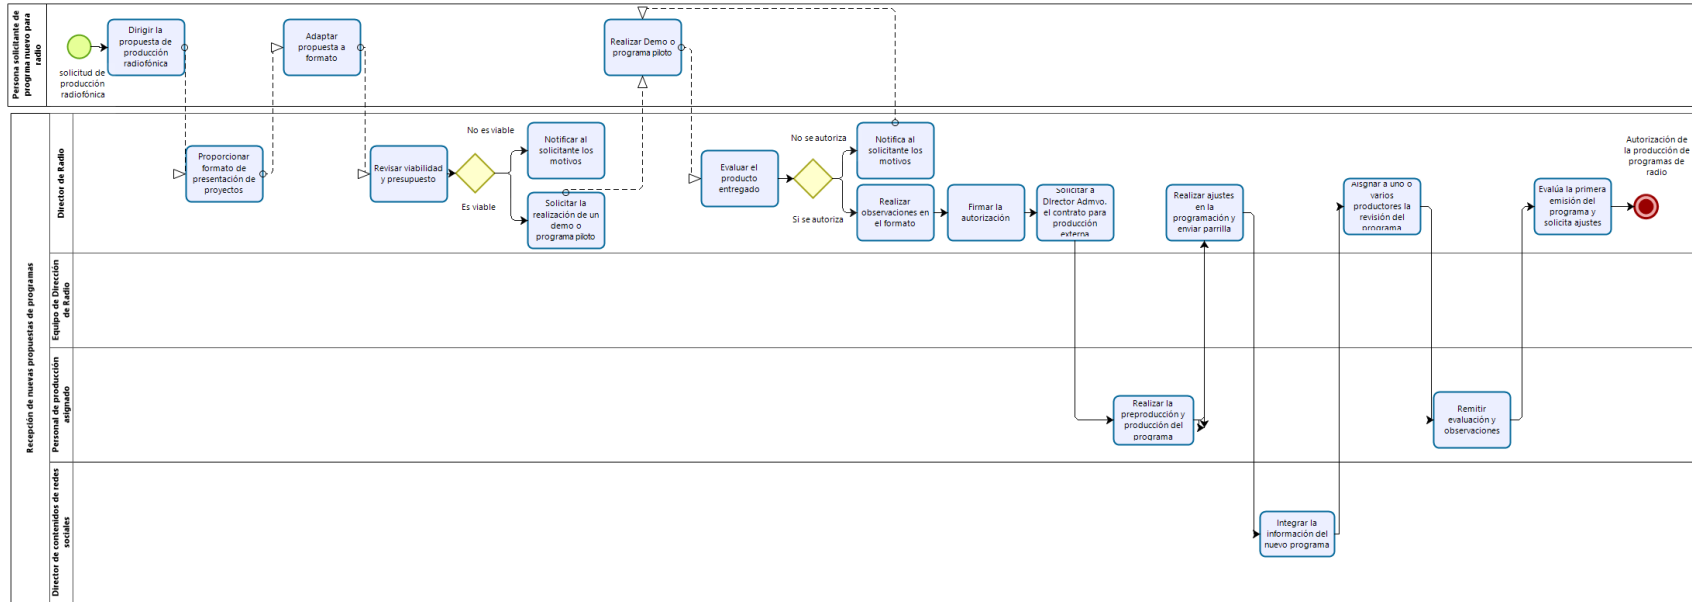 Persona solicitante de
progrma nuevo para
radio
solicitud de
producción
radiofónica
Dirigir la
propuesta de
producción
radiofónica
Adaptar
propuesta a
formato
Realizar Demo o
programa piloto
Recepción de nuevas propuestas de programas
Director de Radio
Proporcionar
formato de
presentación de
proyectos
Revisar viabilidad
y presupuesto
No es viable
Es viable
Notificar al
solicitante los
motivos
Solicitar la
realización de un
demo o
programa piloto
Evaluar el
producto
entregado
No se autoriza
Si se autoriza
Notifica al
solicitante los
motivos
Realizar
observaciones en
el formato
Firmar la
autorización
Solicitar a
Director Admvo.
el contrato para
producción
externa
Realizar ajustes
en la
programación y
enviar parrilla
Asignar a uno o
varios
productores la
revisión del
programa
Evalúa la primera
emisión del
programa y
solicita ajustes
Autorización de
la producción de
programas de
radio
Equipo de Dirección
de Radio
Personal de producción
asignado
Realizar la
preproducción y
producción del
programa
Remitir
evaluación y
observaciones
Director de contenidos de redes
sociales
Integrar la
información del
nuevo programa